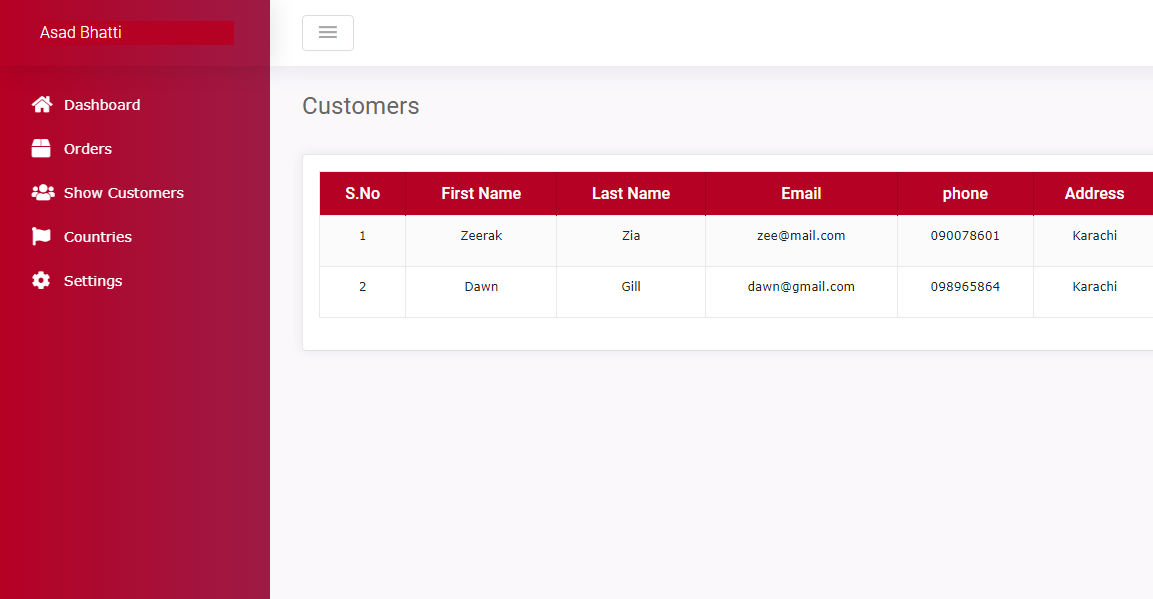 Asad Bhatti
Dashboard
Orders
Show Customers
Countries
Settings
Customers
S.No First Name Last Name Email phone Address
1 Zeerak Zia zee@mail.com 090078601 Karachi
2 Dawn Gill dawn@gmail.com 098965864 Karachi